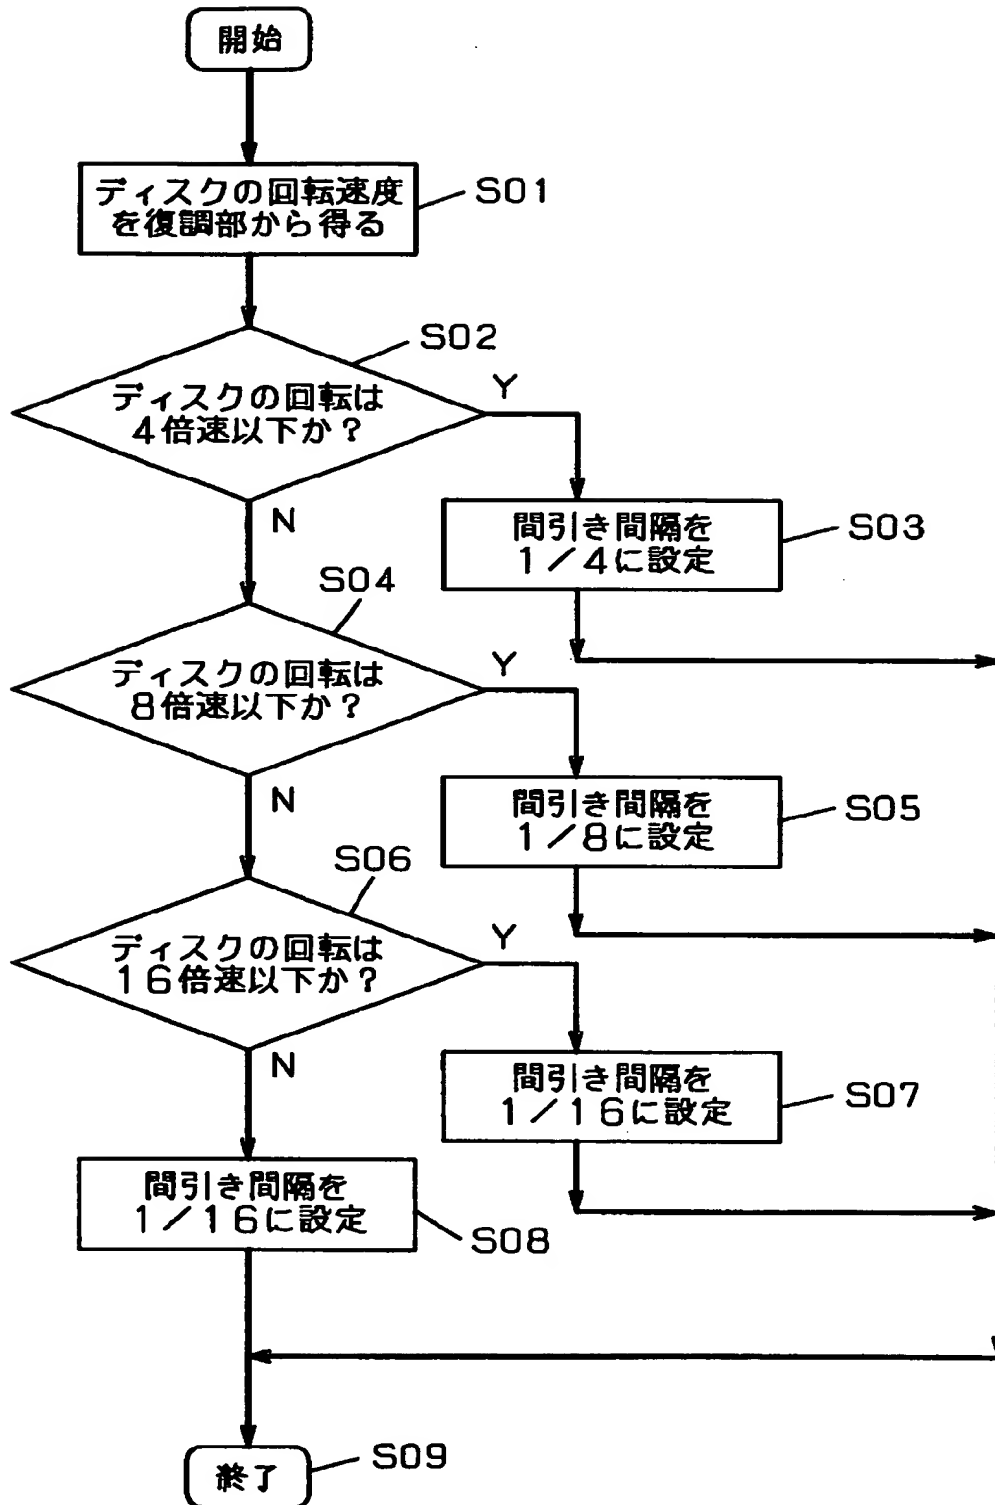 開始
ディスクの回転速度
を復調部から得る
S01
ディスクの回転は
4倍速以下か?
S02
Y
N
間引き間隔を
1/4に設定
S03
ディスクの回転は
8倍速以下か?
S04
Y
N
間引き間隔を
1/8に設定
S05
ディスクの回転は
16倍速以下か?
S06
Y
N
間引き間隔を
1/16に設定
S07
間引き間隔を
1/16に設定
S08
終了
S09